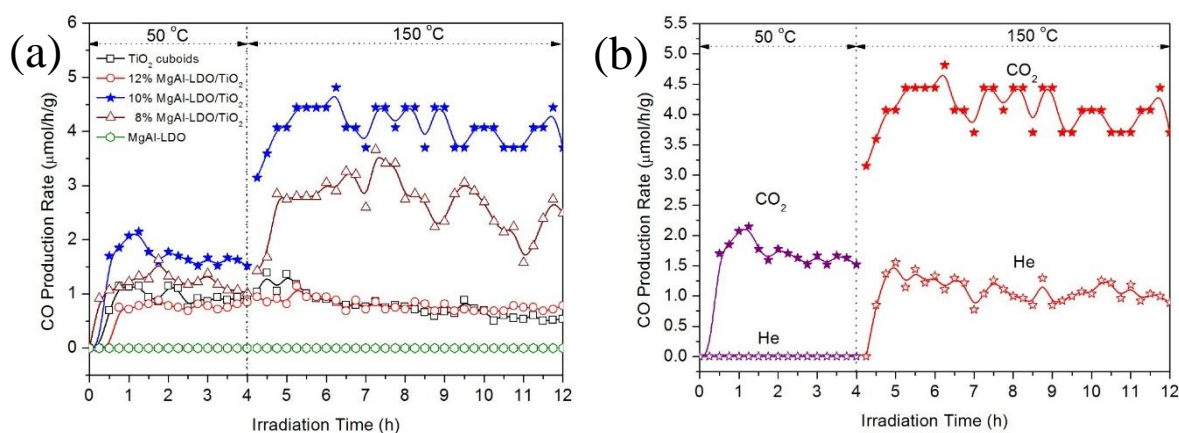 (a)
CO Production Rate (μmol/h/g)
6
5
4
3
2
1
0
50 °C
150 °C
TiO₂ cuboids
12% MgAl-LDO/TiO₂
10% MgAl-LDO/TiO₂
8% MgAl-LDO/TiO₂
MgAl-LDO
0 1 2 3 4 5 6 7 8 9 10 11 12
Irradiation Time (h)
(b)
CO Production Rate (μmol/h/g)
5.5
5.0
4.5
4.0
3.5
3.0
2.5
2.0
1.5
1.0
0.5
0.0
50 °C
150 °C
CO₂
CO₂
He
He
0 1 2 3 4 5 6 7 8 9 10 11 12
Irradiation Time (h)